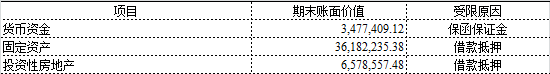 项目 期末账面价值 受限原因
货币资金 3,477,409.12 保函保证金
固定资产 36,182,235.38 借款抵押
投资性房地产 6,578,557.48 借款抵押